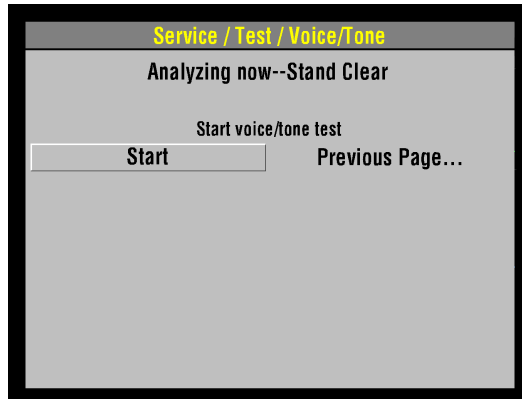 Service / Test / Voice/Tone
Analyzing now--Stand Clear
Start voice/tone test
Start
Previous Page...